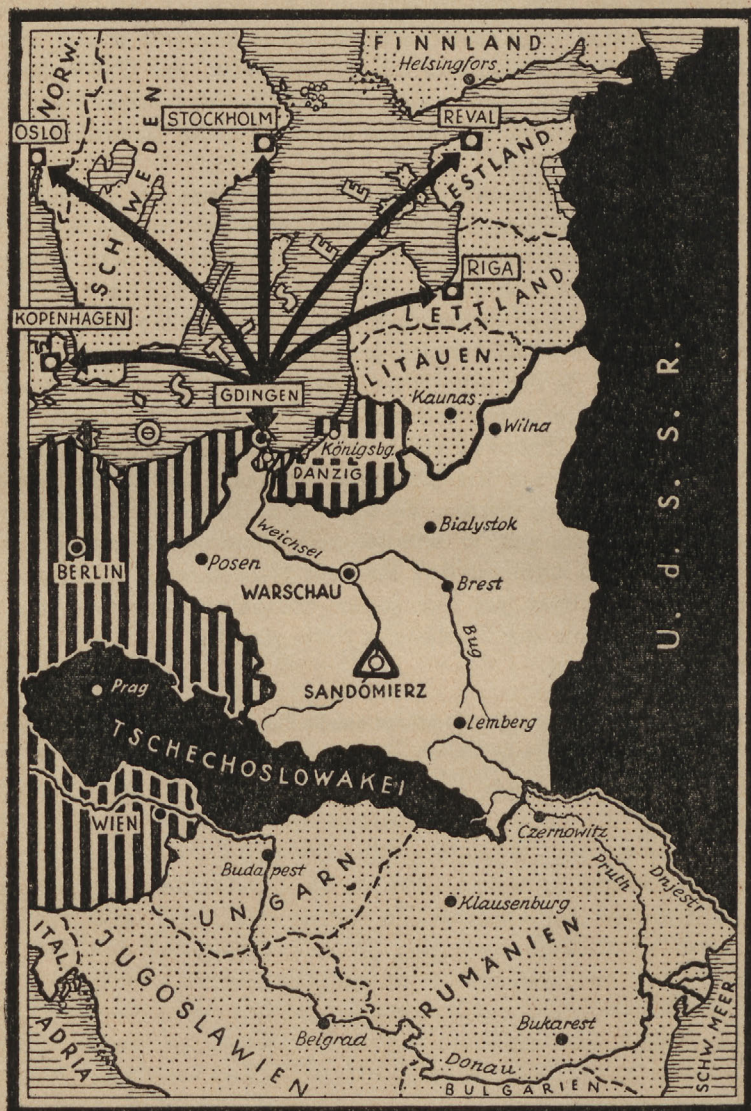 NORW.
SCHWEDEN
FINNLAND
Helsingfors
OSLO
STOCKHOLM
REVAL
ESTLAND
OSTSEE
RIGA
LETTLAND
KOPENHAGEN
LITAUEN
GDINGEN
Kaunas
Wilna
Königsbg.
DANZIG
U. d. S. S. R.
Weichsel
Bialystok
BERLIN
Posen
WARSCHAU
Brest
Bug
SANDOMIERZ
Prag
Lemberg
TSCHECHOSLOWAKEI
WIEN
Czernowitz
Budapest
UNGARN
Pruth
Dnjestr
Klausenburg
ITAL.
JUGOSLAWIEN
RUMÄNIEN
ADRIA
Belgrad
Bukarest
Donau
BULGARIEN
SCHW. MEER